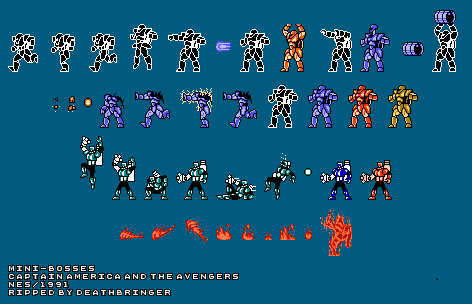 MINI-BOSSES
CAPTAIN AMERICA AND THE AVENGERS
NES/1991
RIPPED BY DEATHBRINGER